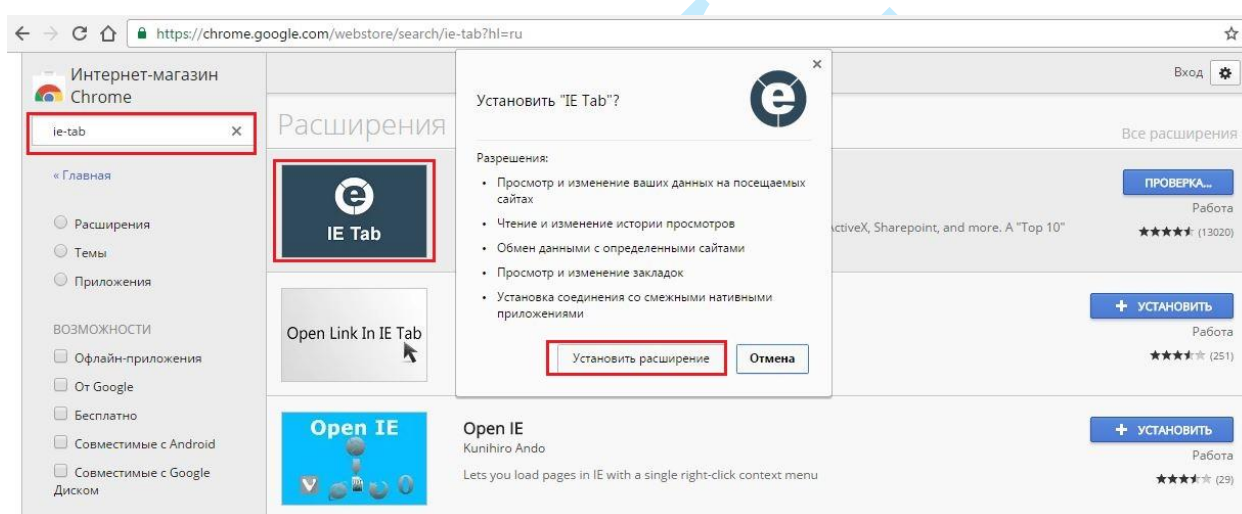 https://chrome.google.com/webstore/search/ie-tab?hl=ru
Интернет-магазин
Chrome
ie-tab
« Главная
Расширения
Темы
Приложения
ВОЗМОЖНОСТИ
Офлайн-приложения
От Google
Бесплатно
Совместимые с Android
Совместимые с Google
Диском
Вход
Расширения
Все расширения
IE Tab
ПРОВЕРКА...
Работа
ctiveX, Sharepoint, and more. A "Top 10"
(13020)
Установить "IE Tab"?
Разрешения:
• Просмотр и изменение ваших данных на посещаемых
сайтах
• Чтение и изменение истории просмотров
• Обмен данными с определенными сайтами
• Просмотр и изменение закладок
• Установка соединения со смежными нативными
приложениями
Установить расширение
Отмена
Open Link In IE Tab
+ УСТАНОВИТЬ
Работа
(251)
Open IE
Open IE
Kunihiro Ando
Lets you load pages in IE with a single right-click context menu
+ УСТАНОВИТЬ
Работа
(29)